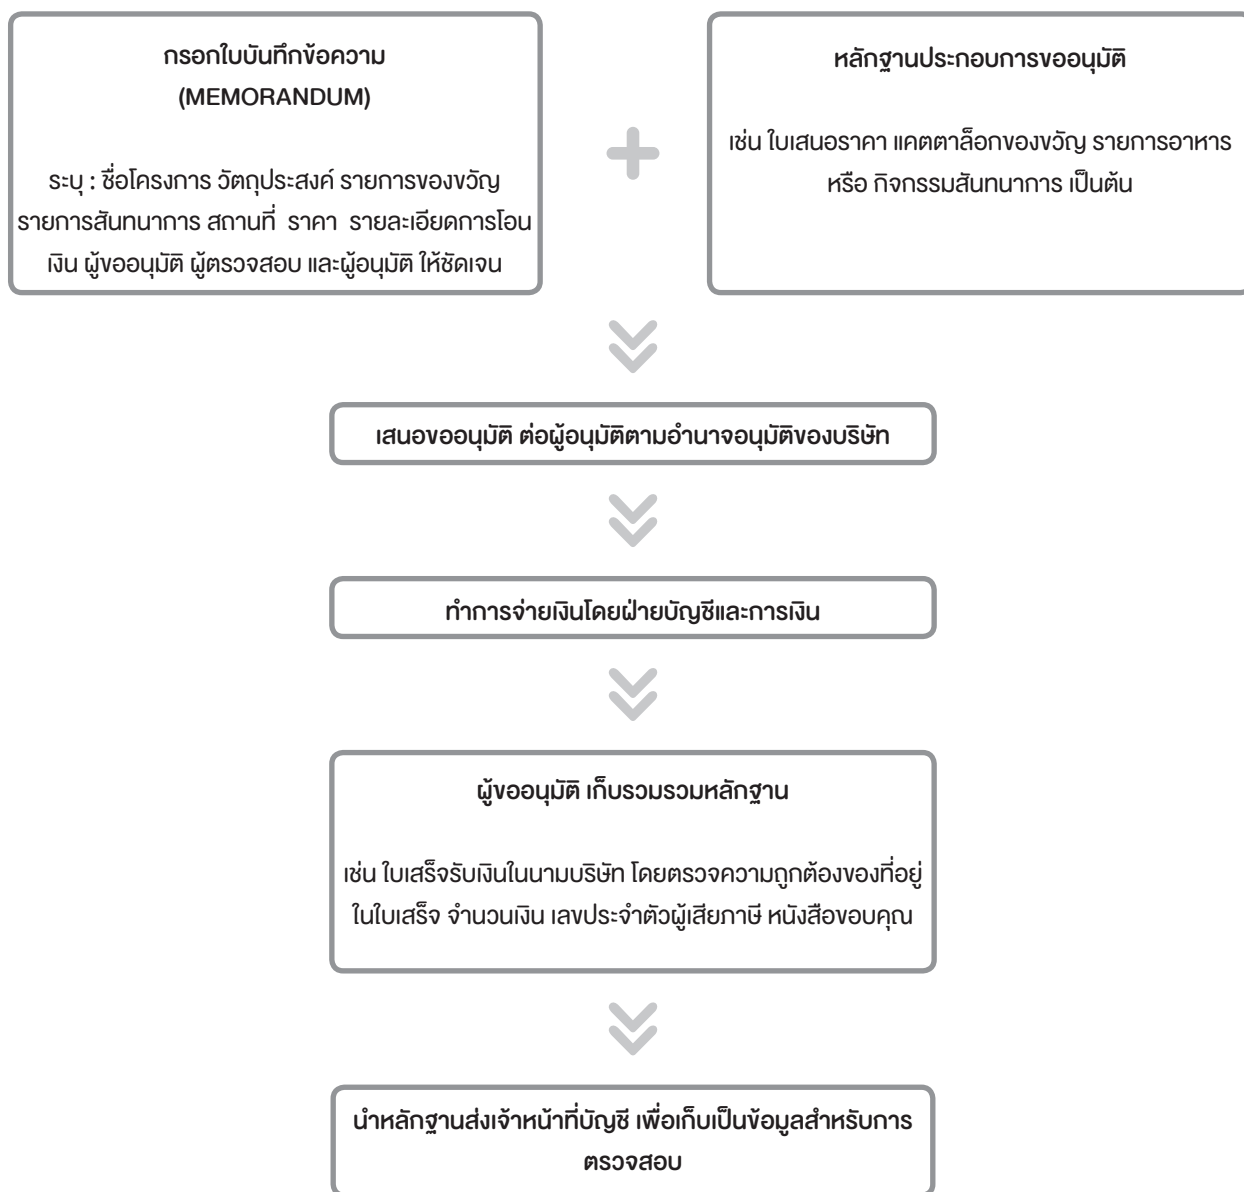 กรอกใบบันทึกข้อความ
(MEMORANDUM)
ระบุ : ชื่อโครงการ วัตถุประสงค์ รายการของขวัญ
รายการสันทนาการ สถานที่ ราคา รายละเอียดการโอน
เงิน ผู้ขออนุมัติ ผู้ตรวจสอบ และผู้อนุมัติ ให้ชัดเจน
หลักฐานประกอบการขออนุมัติ
เช่น ใบเสนอราคา แคตตาล็อกของขวัญ รายการอาหาร
หรือ กิจกรรมสันทนาการ เป็นต้น
เสนอขออนุมัติ ต่อผู้อนุมัติตามอำนาจอนุมัติของบริษัท
ทำการจ่ายเงินโดยฝ่ายบัญชีและการเงิน
ผู้ขออนุมัติ เก็บรวมรวมหลักฐาน
เช่น ใบเสร็จรับเงินในนามบริษัท โดยตรวจความถูกต้องของที่อยู่
ในใบเสร็จ จำนวนเงิน เลขประจำตัวผู้เสียภาษี หนังสือขอบคุณ
นำหลักฐานส่งเจ้าหน้าที่บัญชี เพื่อเก็บเป็นข้อมูลสำหรับการ
ตรวจสอบ